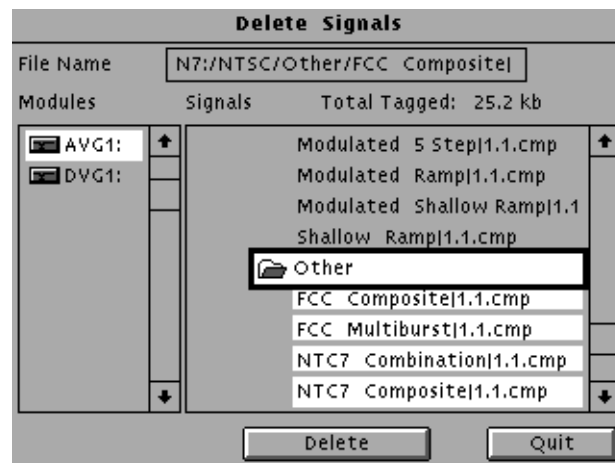 Delete Signals
File Name N7:/NTSC/Other/FCC Composite|
Modules Signals Total Tagged: 25.2 kb
AVG1:
DVG1:
Modulated 5 Step|1.1.cmp
Modulated Ramp|1.1.cmp
Modulated Shallow Ramp|1.1
Shallow Ramp|1.1.cmp
Other
FCC Composite|1.1.cmp
FCC Multiburst|1.1.cmp
NTC7 Combination|1.1.cmp
NTC7 Composite|1.1.cmp
Delete Quit